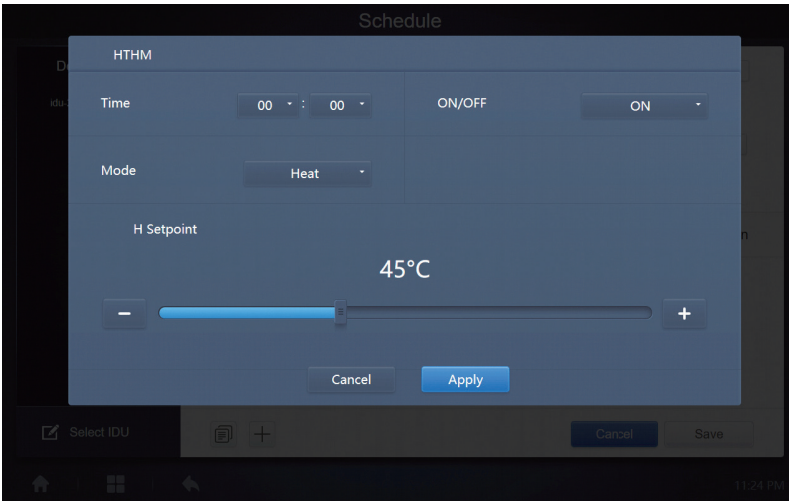 Schedule
HTHM
Time 00 : 00 ON/OFF ON
Mode Heat
H Setpoint
45°C
− +
Cancel Apply
Select IDU Cancel Save
11:24 PM